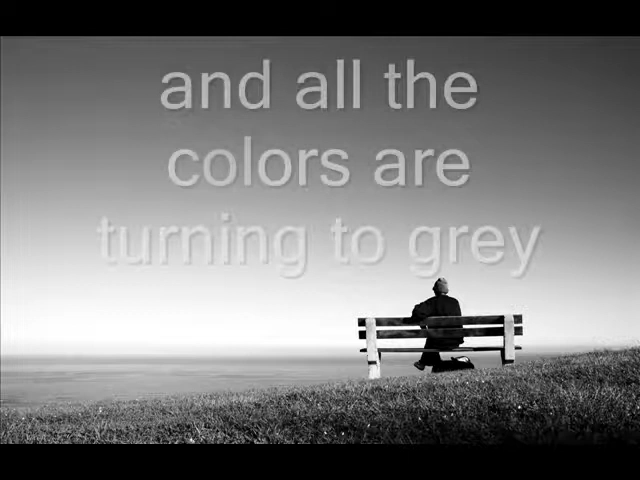 and all the
colors are
turning to grey